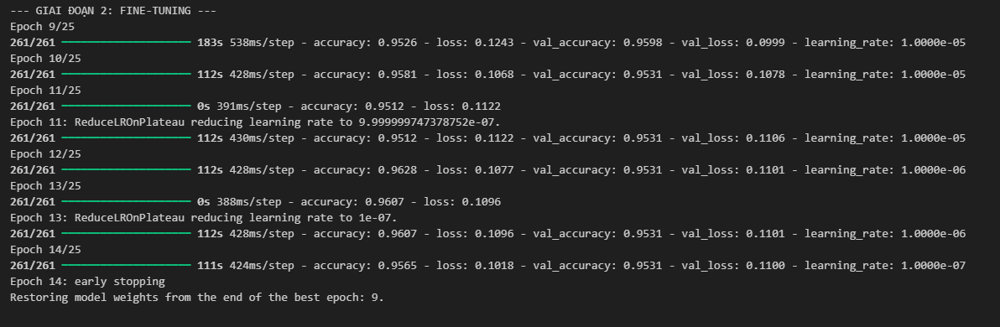 --- GIAI ĐOẠN 2: FINE-TUNING ---
Epoch 9/25
261/261 ━━━━━━━━━━━━━━━━━━━━ 183s 538ms/step - accuracy: 0.9526 - loss: 0.1243 - val_accuracy: 0.9598 - val_loss: 0.0999 - learning_rate: 1.0000e-05
Epoch 10/25
261/261 ━━━━━━━━━━━━━━━━━━━━ 112s 428ms/step - accuracy: 0.9581 - loss: 0.1068 - val_accuracy: 0.9531 - val_loss: 0.1078 - learning_rate: 1.0000e-05
Epoch 11/25
261/261 ━━━━━━━━━━━━━━━━━━━━ 0s 391ms/step - accuracy: 0.9512 - loss: 0.1122
Epoch 11: ReduceLROnPlateau reducing learning rate to 9.999999747378752e-07.
261/261 ━━━━━━━━━━━━━━━━━━━━ 112s 430ms/step - accuracy: 0.9512 - loss: 0.1122 - val_accuracy: 0.9531 - val_loss: 0.1106 - learning_rate: 1.0000e-05
Epoch 12/25
261/261 ━━━━━━━━━━━━━━━━━━━━ 112s 428ms/step - accuracy: 0.9628 - loss: 0.1077 - val_accuracy: 0.9531 - val_loss: 0.1101 - learning_rate: 1.0000e-06
Epoch 13/25
261/261 ━━━━━━━━━━━━━━━━━━━━ 0s 388ms/step - accuracy: 0.9607 - loss: 0.1096
Epoch 13: ReduceLROnPlateau reducing learning rate to 1e-07.
261/261 ━━━━━━━━━━━━━━━━━━━━ 112s 428ms/step - accuracy: 0.9607 - loss: 0.1096 - val_accuracy: 0.9531 - val_loss: 0.1101 - learning_rate: 1.0000e-06
Epoch 14/25
261/261 ━━━━━━━━━━━━━━━━━━━━ 111s 424ms/step - accuracy: 0.9565 - loss: 0.1018 - val_accuracy: 0.9531 - val_loss: 0.1100 - learning_rate: 1.0000e-07
Epoch 14: early stopping
Restoring model weights from the end of the best epoch: 9.